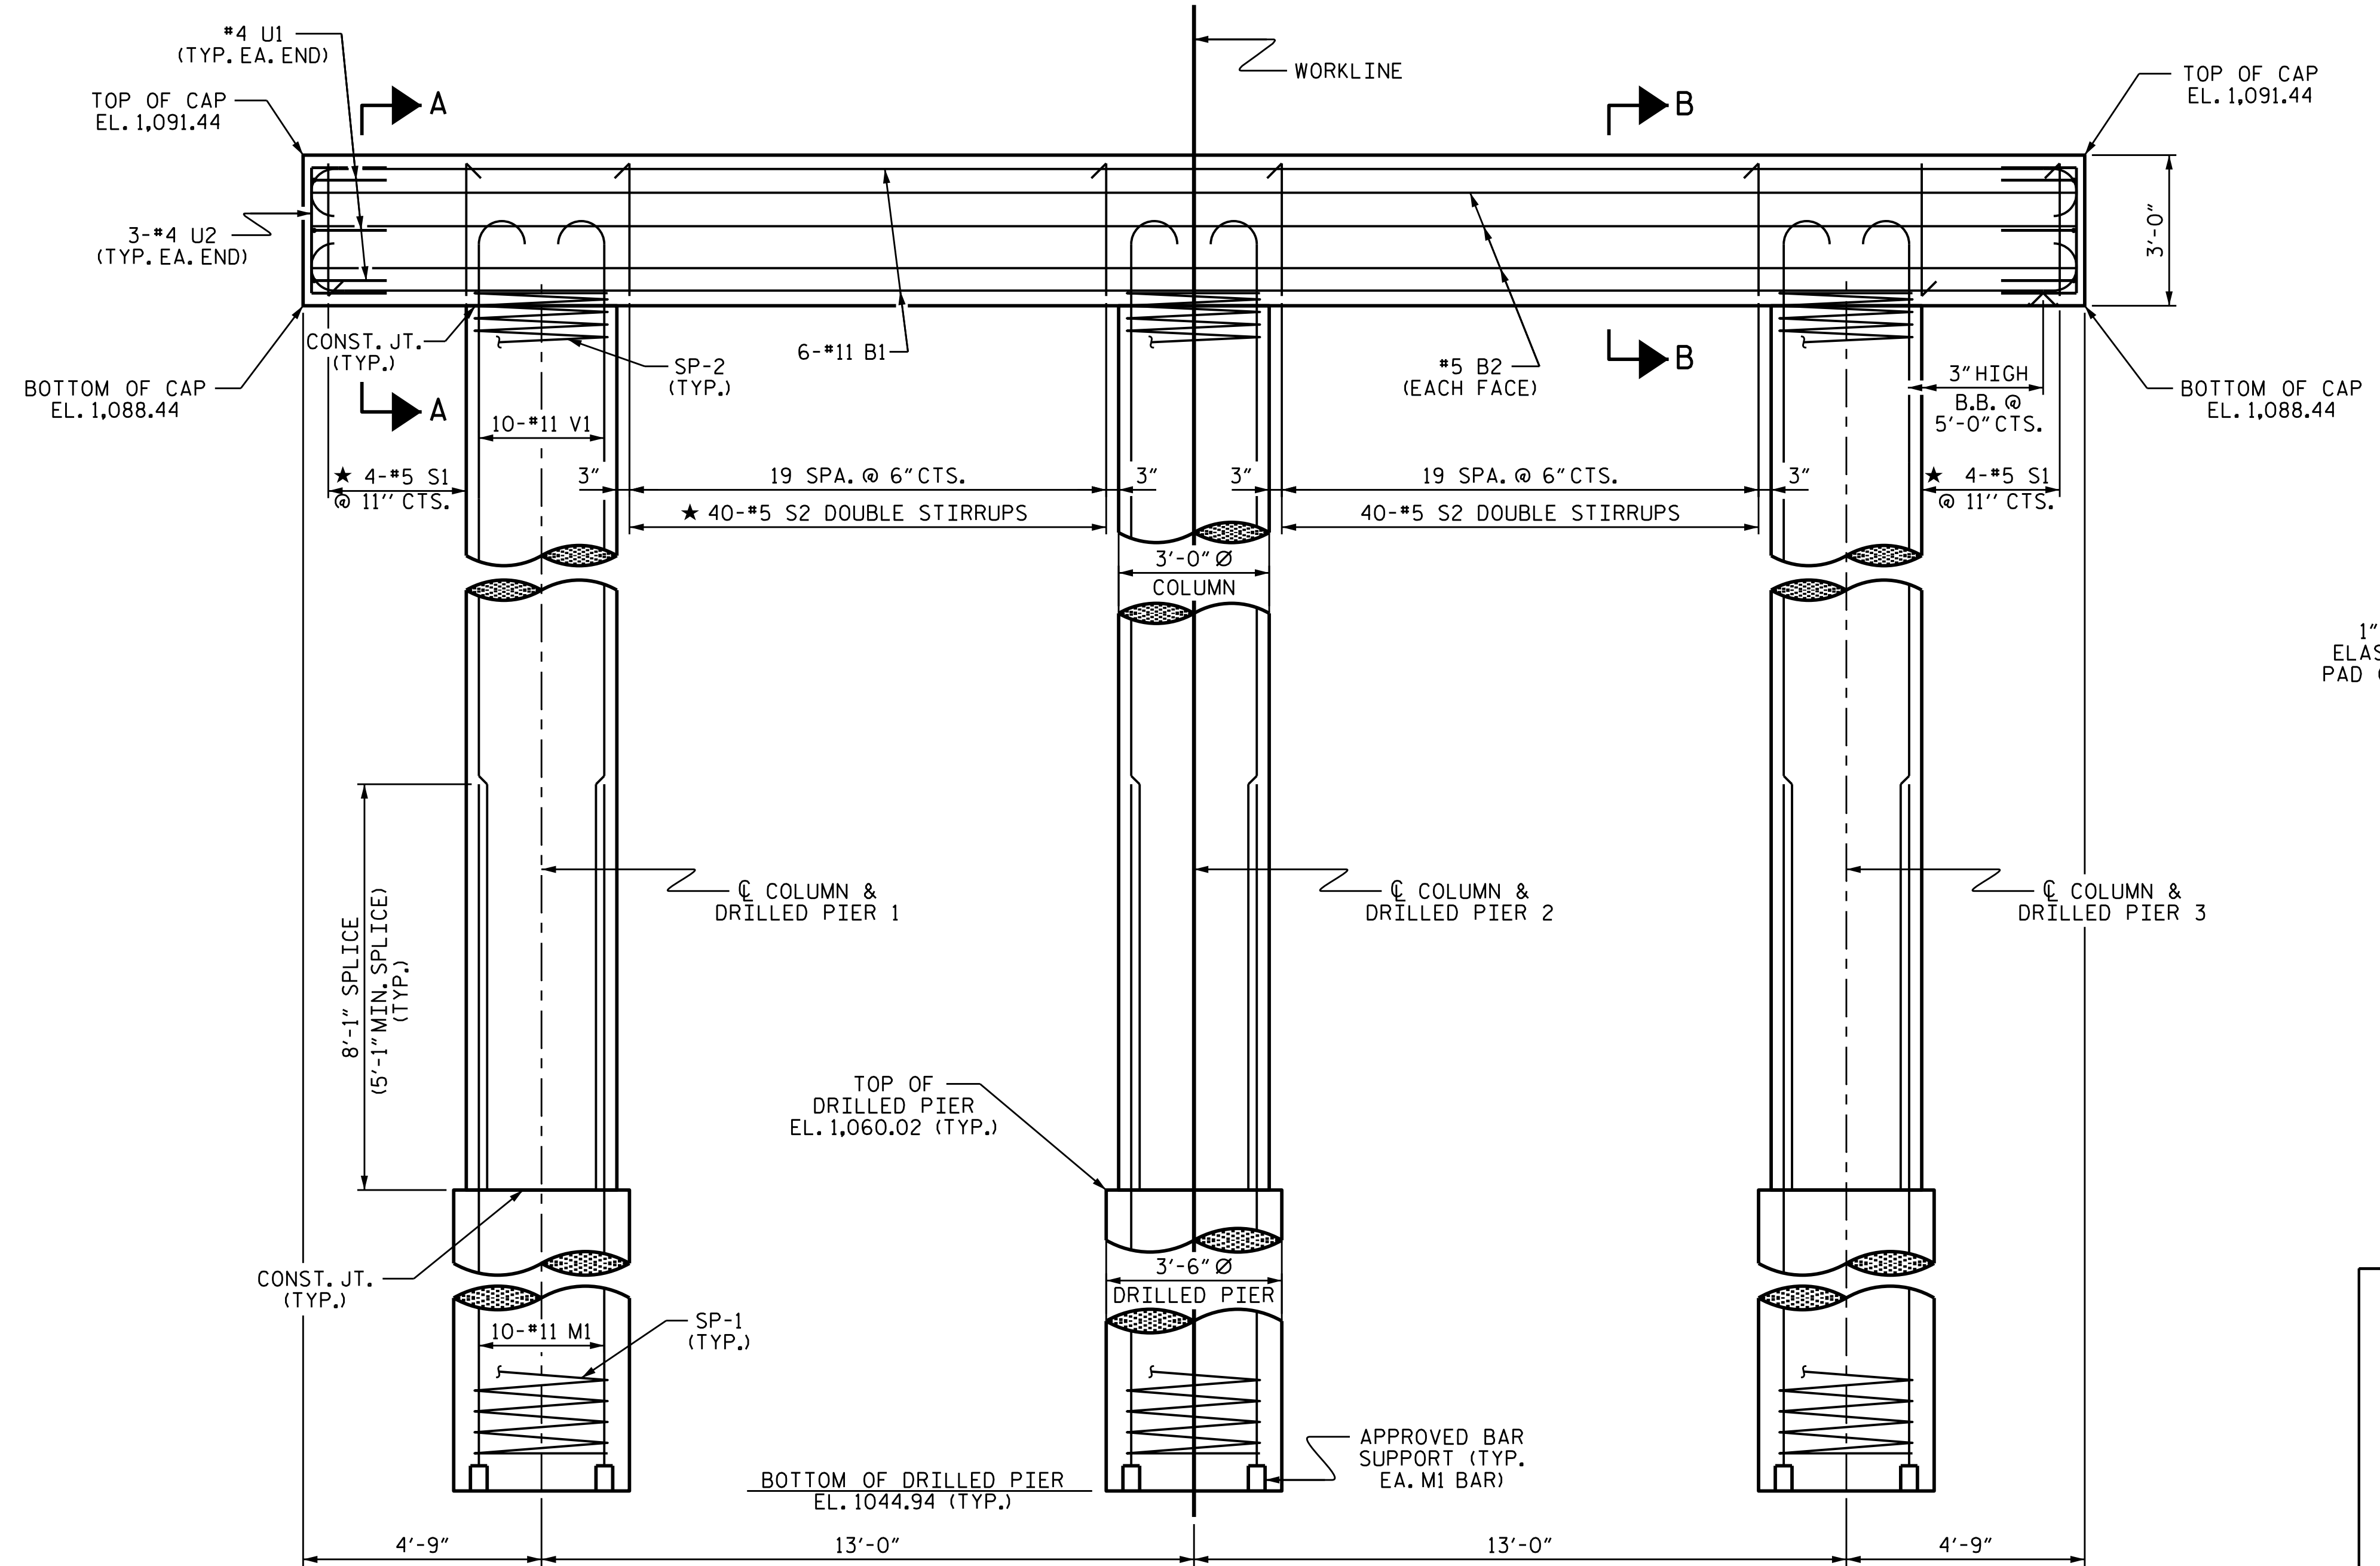 #4 U1
(TYP. EA. END)
TOP OF CAP
EL. 1,091.44
A
WORKLINE
B
TOP OF CAP
EL. 1,091.44
3-#4 U2
(TYP. EA. END)
3'-0"
CONST. JT.
(TYP.)
BOTTOM OF CAP
EL. 1,088.44
A
SP-2
(TYP.)
6-#11 B1
#5 B2
(EACH FACE)
B
3" HIGH
B.B. @
5'-0" CTS.
BOTTOM OF CAP
EL. 1,088.44
10-#11 V1
★ 4-#5 S1
@ 11'' CTS.
3"
19 SPA. @ 6" CTS.
3"
3"
19 SPA. @ 6" CTS.
3"
★ 4-#5 S1
@ 11'' CTS.
★ 40-#5 S2 DOUBLE STIRRUPS
40-#5 S2 DOUBLE STIRRUPS
3'-0" Ø
COLUMN
1"
ELAS
PAD
8'-1" SPLICE
(5'-1" MIN. SPLICE)
(TYP.)
℄ COLUMN &
DRILLED PIER 1
℄ COLUMN &
DRILLED PIER 2
℄ COLUMN &
DRILLED PIER 3
TOP OF
DRILLED PIER
EL. 1,060.02 (TYP.)
CONST. JT.
(TYP.)
3'-6" Ø
DRILLED PIER
10-#11 M1
SP-1
(TYP.)
BOTTOM OF DRILLED PIER
EL. 1044.94 (TYP.)
APPROVED BAR
SUPPORT (TYP.
EA. M1 BAR)
4'-9"
13'-0"
13'-0"
4'-9"